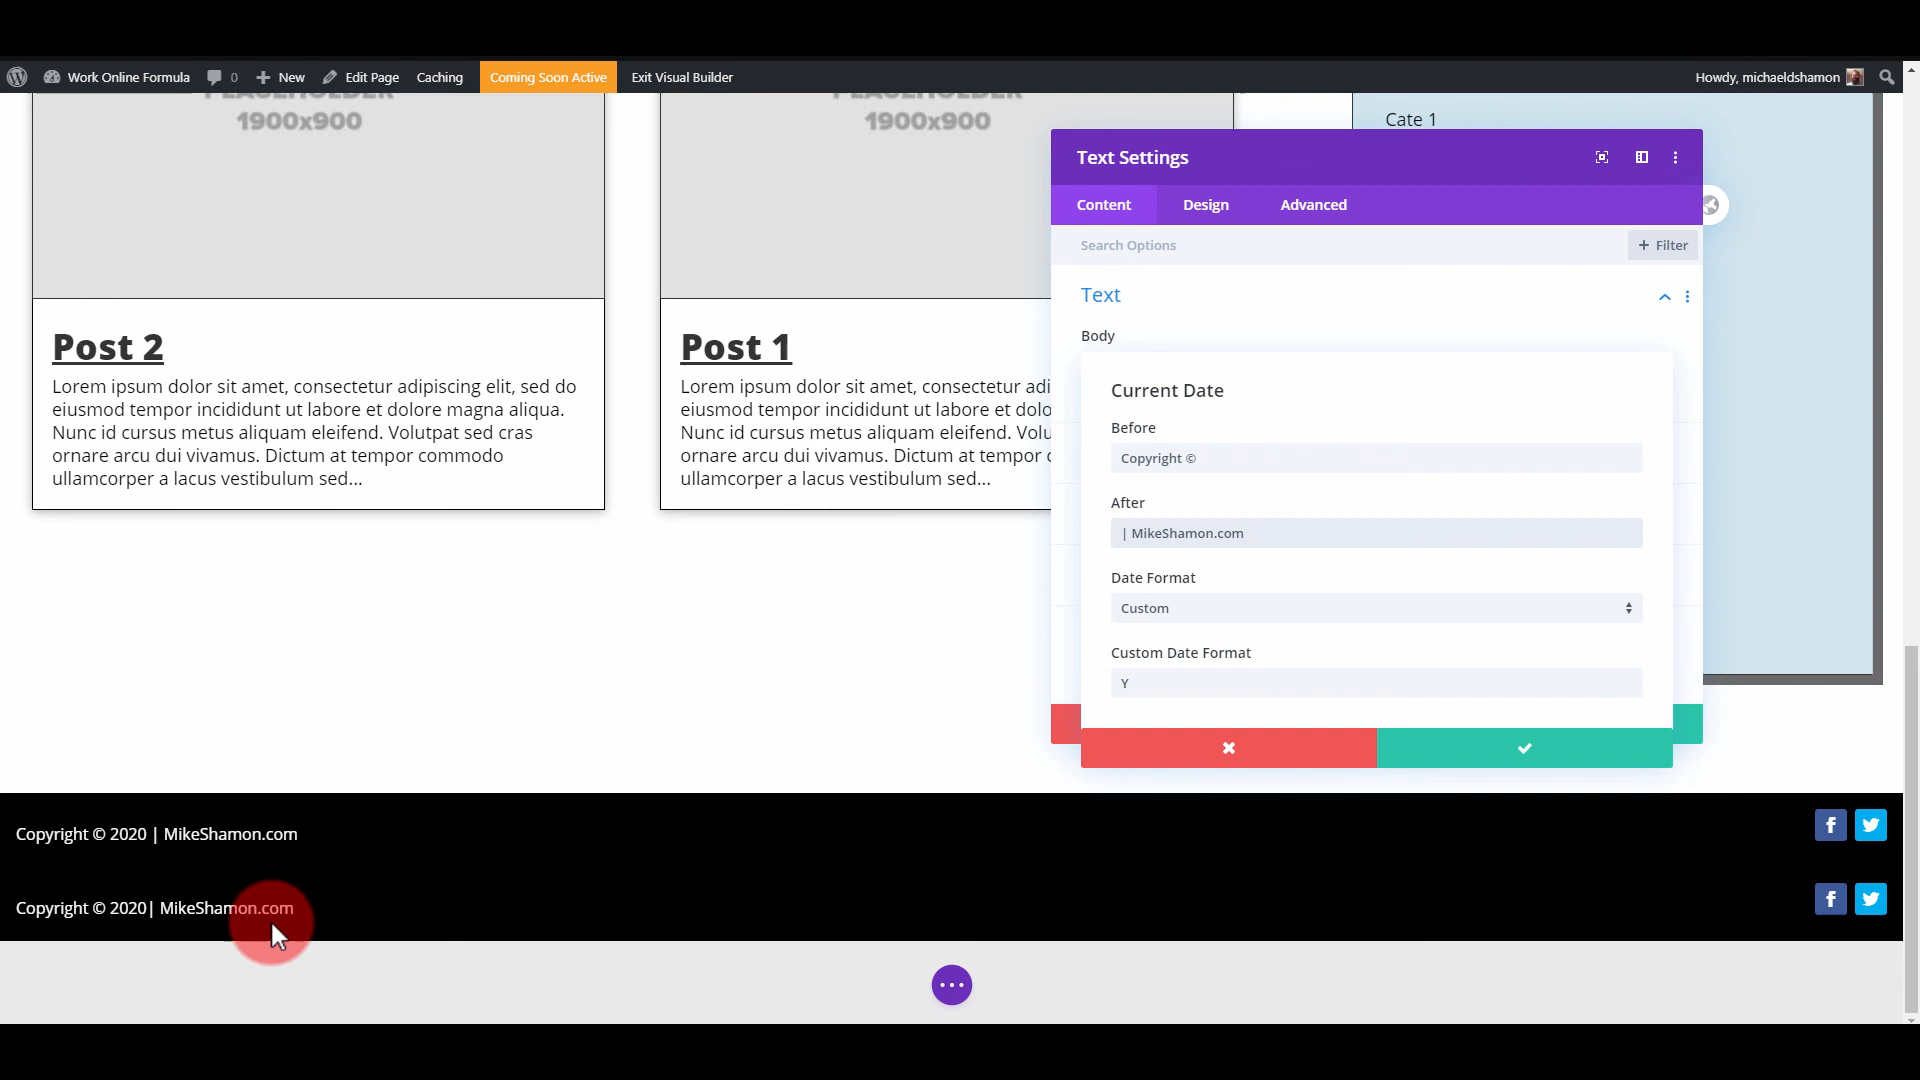 Work Online Formula 0 New Edit Page Caching Coming Soon Active Exit Visual Builder Howdy, michaeldshamon
PLACEHOLDER
1900x900
PLACEHOLDER
1900x900
Cate 1
Post 2
Lorem ipsum dolor sit amet, consectetur adipiscing elit, sed do
eiusmod tempor incididunt ut labore et dolore magna aliqua.
Nunc id cursus metus aliquam eleifend. Volutpat sed cras
ornare arcu dui vivamus. Dictum at tempor commodo
ullamcorper a lacus vestibulum sed...
Post 1
Lorem ipsum dolor sit amet, consectetur adi
eiusmod tempor incididunt ut labore et dolo
Nunc id cursus metus aliquam eleifend. Volu
ornare arcu dui vivamus. Dictum at tempor c
ullamcorper a lacus vestibulum sed...
Text Settings
Content Design Advanced
Search Options + Filter
Text
Body
Current Date
Before
Copyright ©
After
| MikeShamon.com
Date Format
Custom
Custom Date Format
Y
Copyright © 2020 | MikeShamon.com
Copyright © 2020| MikeShamon.com